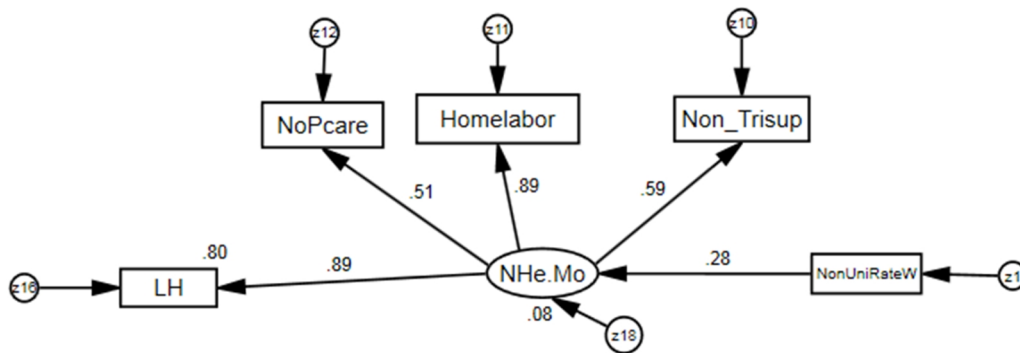 z12
z11
z10
NoPcare
Homelabor
Non_Trisup
.51
.89
.59
.80
.89
.28
z16
LH
NHe.Mo
NonUniRateW
z1
.08
z18